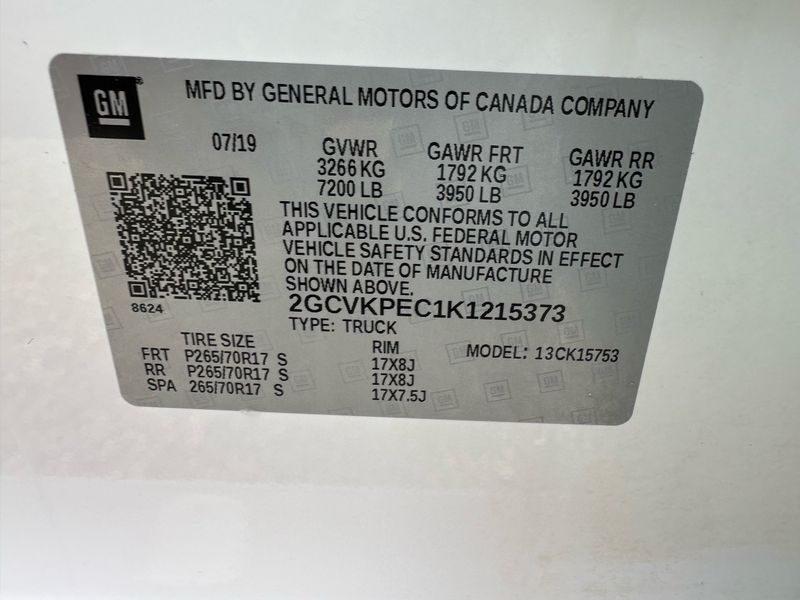 GM
MFD BY GENERAL MOTORS OF CANADA COMPANY
07/19
GVWR GAWR FRT GAWR RR
3266 KG 1792 KG 1792 KG
7200 LB 3950 LB 3950 LB
THIS VEHICLE CONFORMS TO ALL
APPLICABLE U.S. FEDERAL MOTOR
VEHICLE SAFETY STANDARDS IN EFFECT
ON THE DATE OF MANUFACTURE
SHOWN ABOVE.
8624
2GCVKPEC1K1215373
TYPE: TRUCK
TIRE SIZE RIM MODEL: 13CK15753
FRT P265/70R17 S 17X8J
RR P265/70R17 S 17X8J
SPA 265/70R17 S 17X7.5J